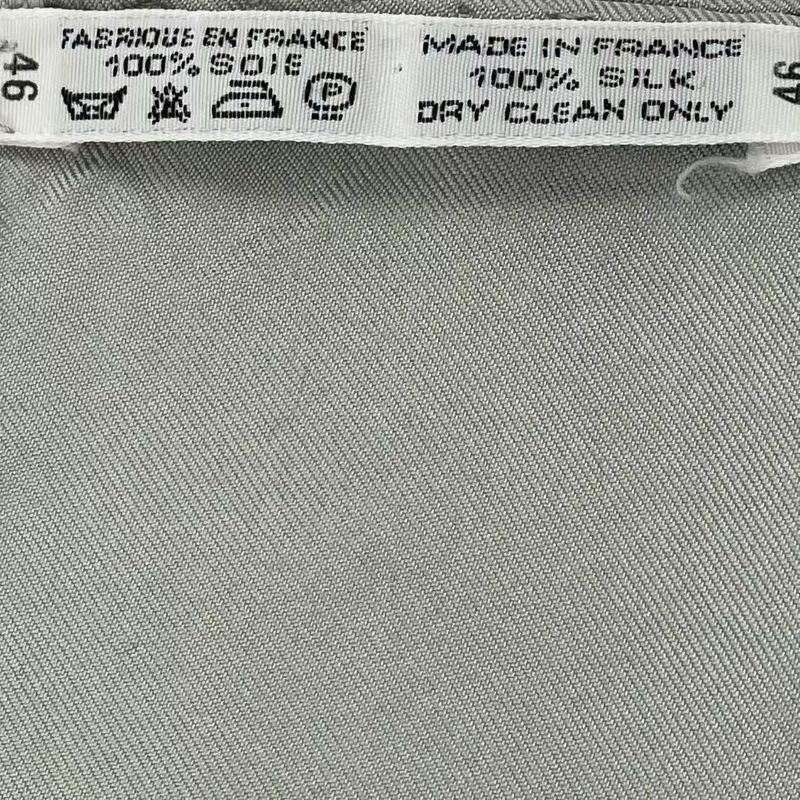 46
FABRIQUE EN FRANCE
100% SOIE
P
MADE IN FRANCE
100% SILK
DRY CLEAN ONLY
46